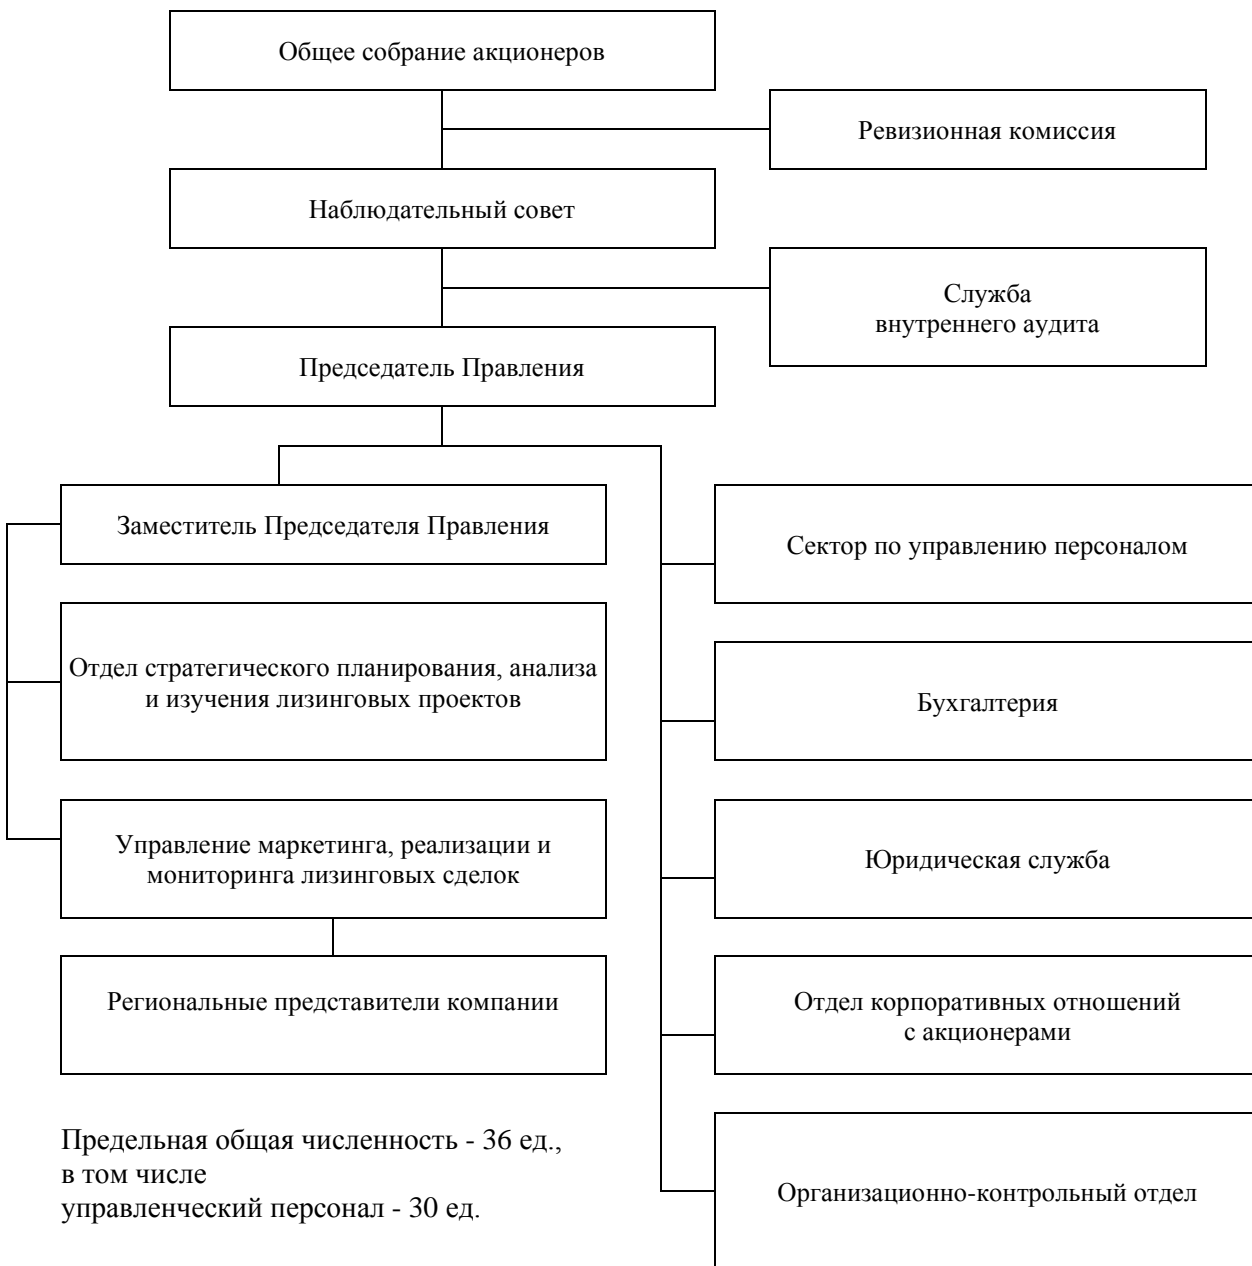 Общее собрание акционеров
Ревизионная комиссия
Наблюдательный совет
Служба
внутреннего аудита
Председатель Правления
Заместитель Председателя Правления
Сектор по управлению персоналом
Отдел стратегического планирования, анализа
и изучения лизинговых проектов
Бухгалтерия
Управление маркетинга, реализации и
мониторинга лизинговых сделок
Юридическая служба
Региональные представители компании
Отдел корпоративных отношений
с акционерами
Предельная общая численность - 36 ед.,
в том числе
управленческий персонал - 30 ед.
Организационно-контрольный отдел